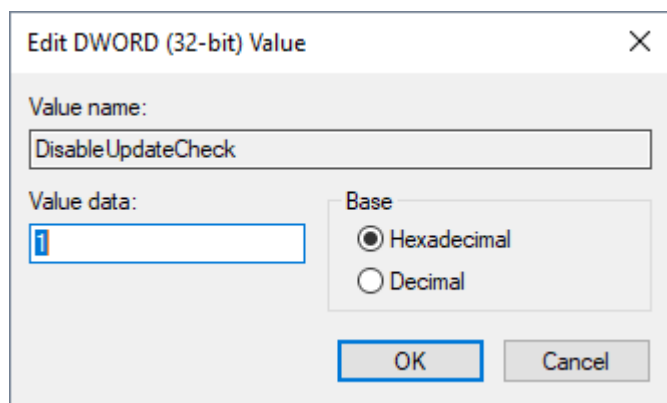 Edit DWORD (32-bit) Value
Value name:
DisableUpdateCheck
Value data:
1
Base
Hexadecimal
Decimal
OK
Cancel